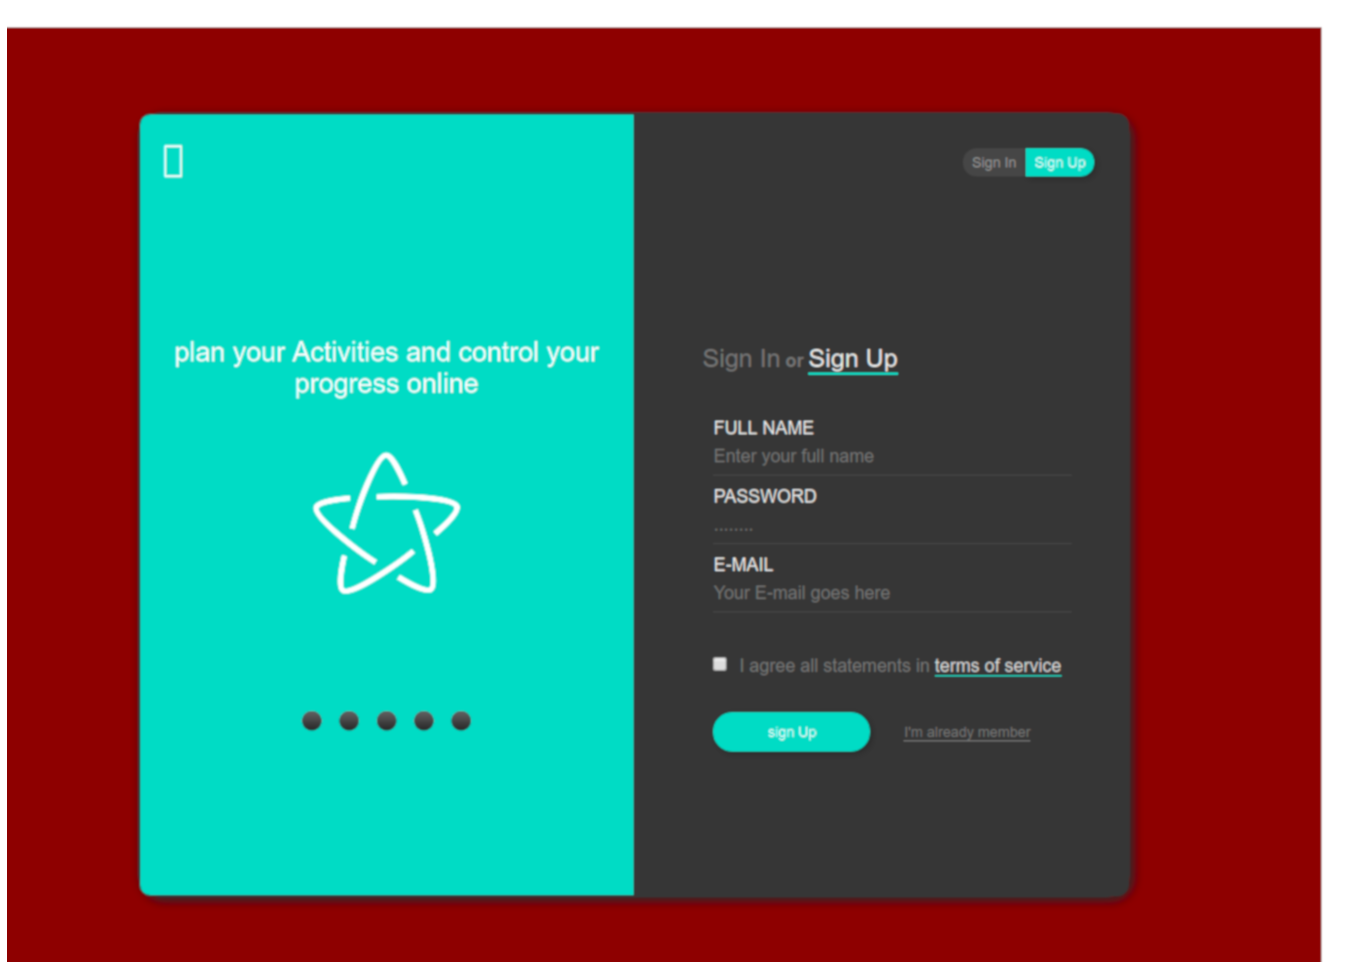 Sign In Sign Up
plan your Activities and control your
progress online
Sign In or Sign Up
FULL NAME
Enter your full name
PASSWORD
........
E-MAIL
Your E-mail goes here
I agree all statements in terms of service
sign Up I'm already member